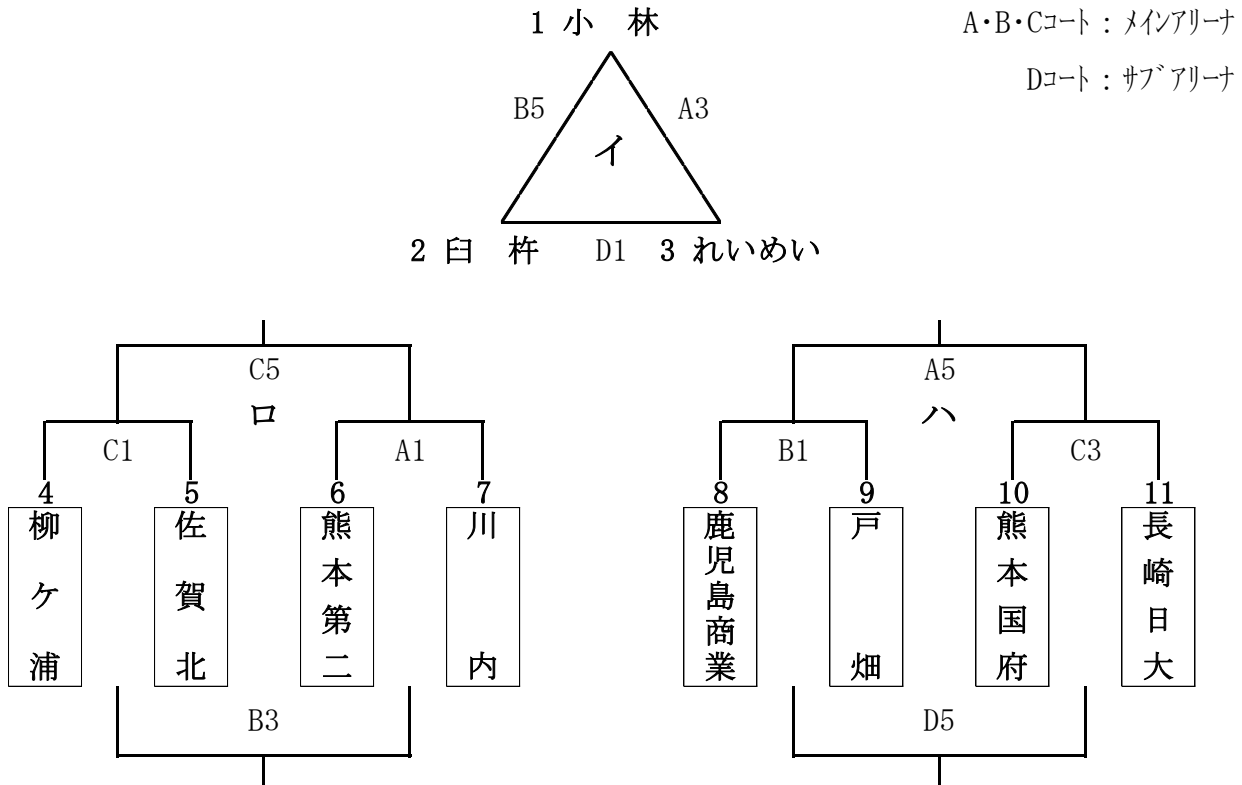 1 小 林
A・B・Cコート : メインアリーナ
Dコート : サブアリーナ
B5
A3
イ
2 臼 杵
D1
3 れいめい
C5
ロ
C1
A1
4
5
6
7
柳ケ浦
佐賀北
熊本第二
川内
B3
A5
ハ
B1
C3
8
9
10
11
鹿児島商業
戸畑
熊本国府
長崎日大
D5